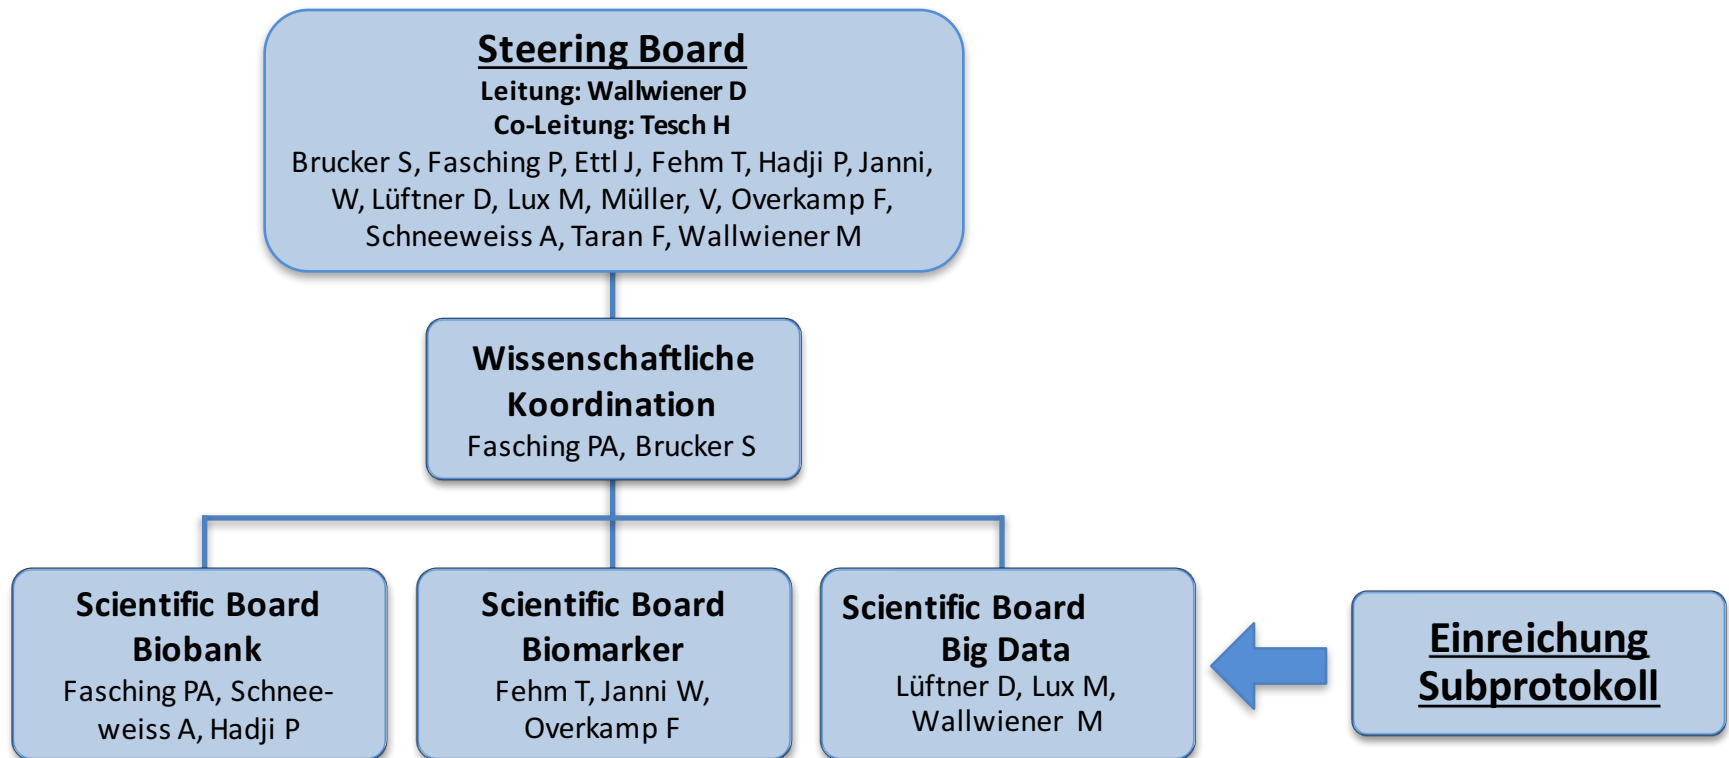 Steering Board
Leitung: Wallwiener D
Co-Leitung: Tesch H
Brucker S, Fasching P, Ettl J, Fehm T, Hadji P, Janni,
W, Lüftner D, Lux M, Müller, V, Overkamp F,
Schneeweiss A, Taran F, Wallwiener M
Wissenschaftliche
Koordination
Fasching PA, Brucker S
Scientific Board
Biobank
Fasching PA, Schnee-
weiss A, Hadji P
Scientific Board
Biomarker
Fehm T, Janni W,
Overkamp F
Scientific Board
Big Data
Lüftner D, Lux M,
Wallwiener M
Einreichung
Subprotokoll